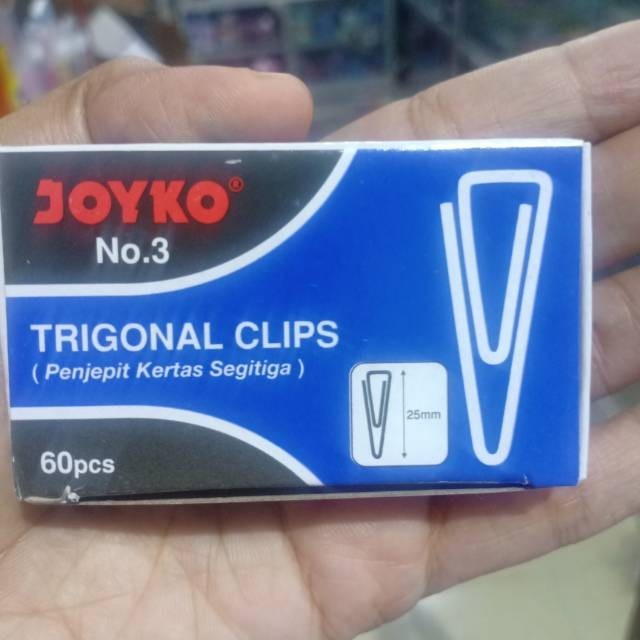 JOYKO®
No.3
TRIGONAL CLIPS
( Penjepit Kertas Segitiga )
25mm
60pcs